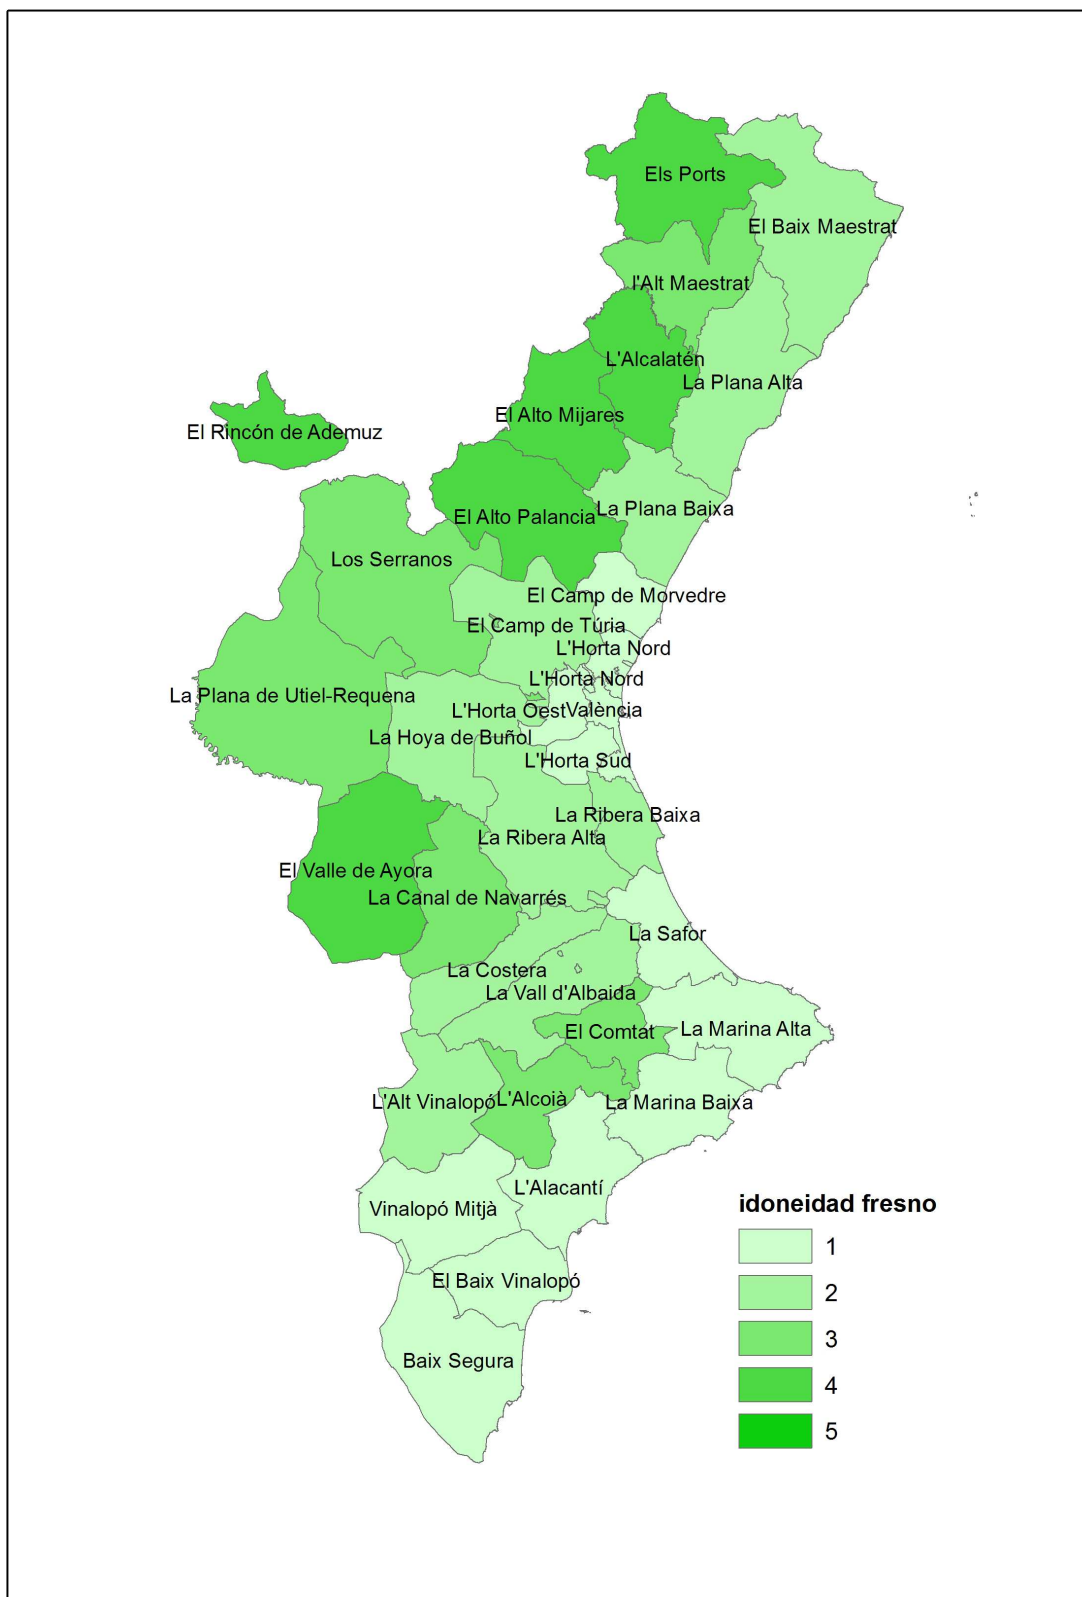 Els Ports
El Baix Maestrat
l'Alt Maestrat
L'Alcalatén
La Plana Alta
El Alto Mijares
El Rincón de Ademuz
La Plana Baixa
El Alto Palancia
Los Serranos
El Camp de Morvedre
El Camp de Túria
L'Horta Nord
L'Horta Nord
La Plana de Utiel-Requena
L'Horta Oest
València
La Hoya de Buñol
L'Horta Sud
La Ribera Baixa
La Ribera Alta
El Valle de Ayora
La Canal de Navarrés
La Safor
La Costera
La Vall d'Albaida
El Comtat
La Marina Alta
L'Alcoià
L'Alt Vinalopó
La Marina Baixa
L'Alacantí
Vinalopó Mitjà
El Baix Vinalopó
Baix Segura
idoneidad fresno
1
2
3
4
5